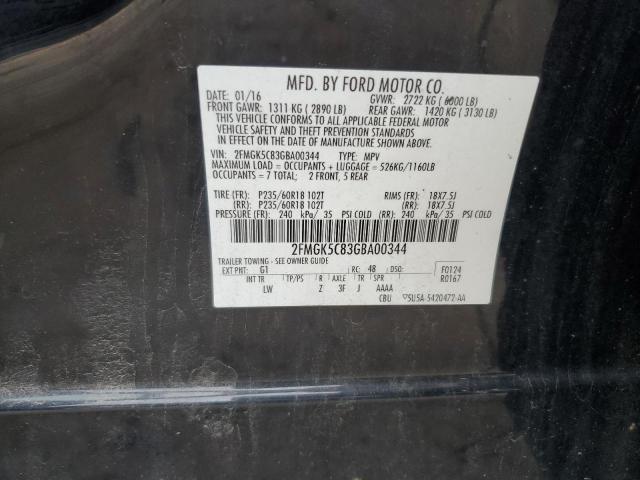 MFD. BY FORD MOTOR CO.
DATE: 01/16 GVWR: 2722 KG ( 6000 LB)
FRONT GAWR: 1311 KG ( 2890 LB) REAR GAWR: 1420 KG ( 3130 LB)
THIS VEHICLE CONFORMS TO ALL APPLICABLE FEDERAL MOTOR
VEHICLE SAFETY AND THEFT PREVENTION STANDARDS
IN EFFECT ON THE DATE OF MANUFACTURE SHOWN ABOVE.
VIN: 2FMGK5C83GBA00344 TYPE: MPV
MAXIMUM LOAD = OCCUPANTS + LUGGAGE = 526KG/1160LB
OCCUPANTS = 7 TOTAL; 2 FRONT, 5 REAR
TIRE (FR): P235/60R18 102T RIMS (FR): 18X7.5J
(RR): P235/60R18 102T (RR): 18X7.5J
PRESSURE (FR): 240 kPa/ 35 PSI COLD (RR): 240 kPa/ 35 PSI COLD
2FMGK5C83GBA00344
TRAILER TOWING - SEE OWNER GUIDE
EXT PNT: G1 RC: 48 DSO: F0124
INT TR TP/PS R AXLE TR SPR R0167
LW Z 3F J AAAA
CBU 5U5A-5420472-AA